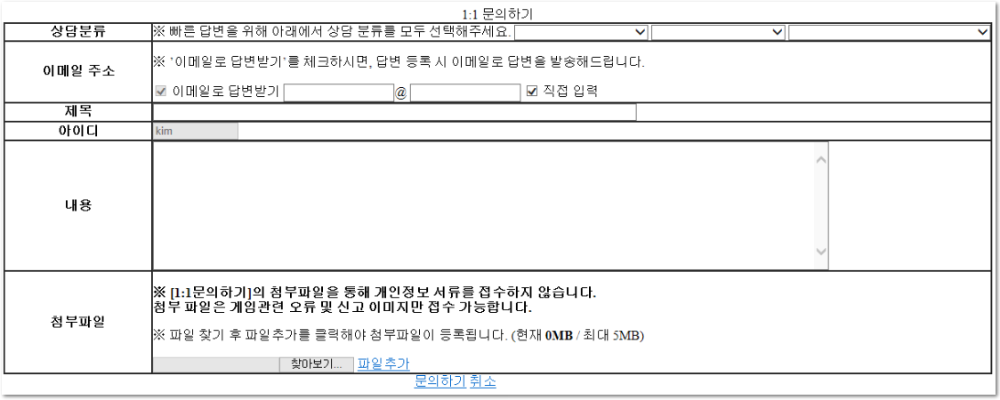 1:1 문의하기
상담분류
※ 빠른 답변을 위해 아래에서 상담 분류를 모두 선택해주세요.
이메일 주소
※ '이메일로 답변받기'를 체크하시면, 답변 등록 시 이메일로 답변을 발송해드립니다.
이메일로 답변받기 @ 직접 입력
제목
아이디
kim
내용
첨부파일
※ [1:1문의하기]의 첨부파일을 통해 개인정보 서류를 접수하지 않습니다.
첨부 파일은 게임관련 오류 및 신고 이미지만 접수 가능합니다.
※ 파일 찾기 후 파일추가를 클릭해야 첨부파일이 등록됩니다. (현재 0MB / 최대 5MB)
찾아보기... 파일추가
문의하기 취소